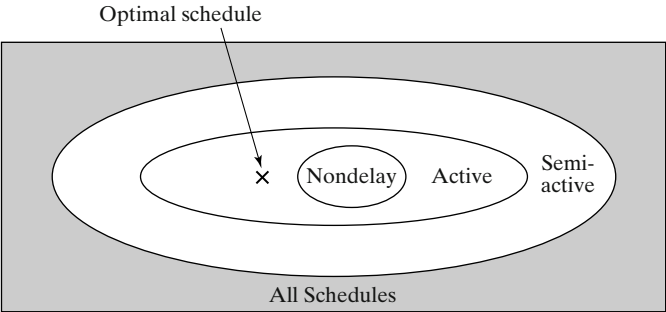 Optimal schedule
Nondelay
Active
Semi-
active
All Schedules